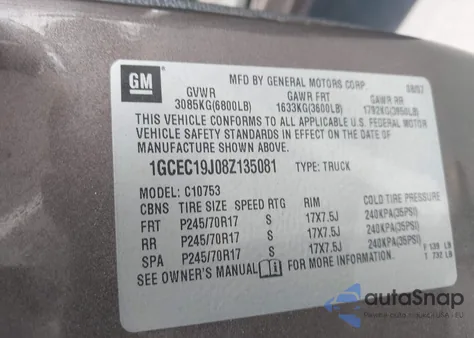 GM
MFD BY GENERAL MOTORS CORP.
GVWR GAWR FRT GAWR RR
3085KG(6800LB) 1633KG(3600LB) 1792KG(3950LB)
THIS VEHICLE CONFORMS TO ALL APPLICABLE U.S. FEDERAL MOTOR
VEHICLE SAFETY STANDARDS IN EFFECT ON THE DATE OF
MANUFACTURE SHOWN ABOVE.
1GCEC19J08Z135081 TYPE: TRUCK
MODEL: C10753
CBNS TIRE SIZE SPEED RTG RIM COLD TIRE PRESSURE
FRT P245/70R17 S 17X7.5J 240KPA(35PSI)
RR P245/70R17 S 17X7.5J 240KPA(35PSI)
SPA P245/70R17 S 17X7.5J 240KPA(35PSI)
SEE OWNER'S MANUAL FOR MORE INFORMATION.
T 732 LB
autoSnap